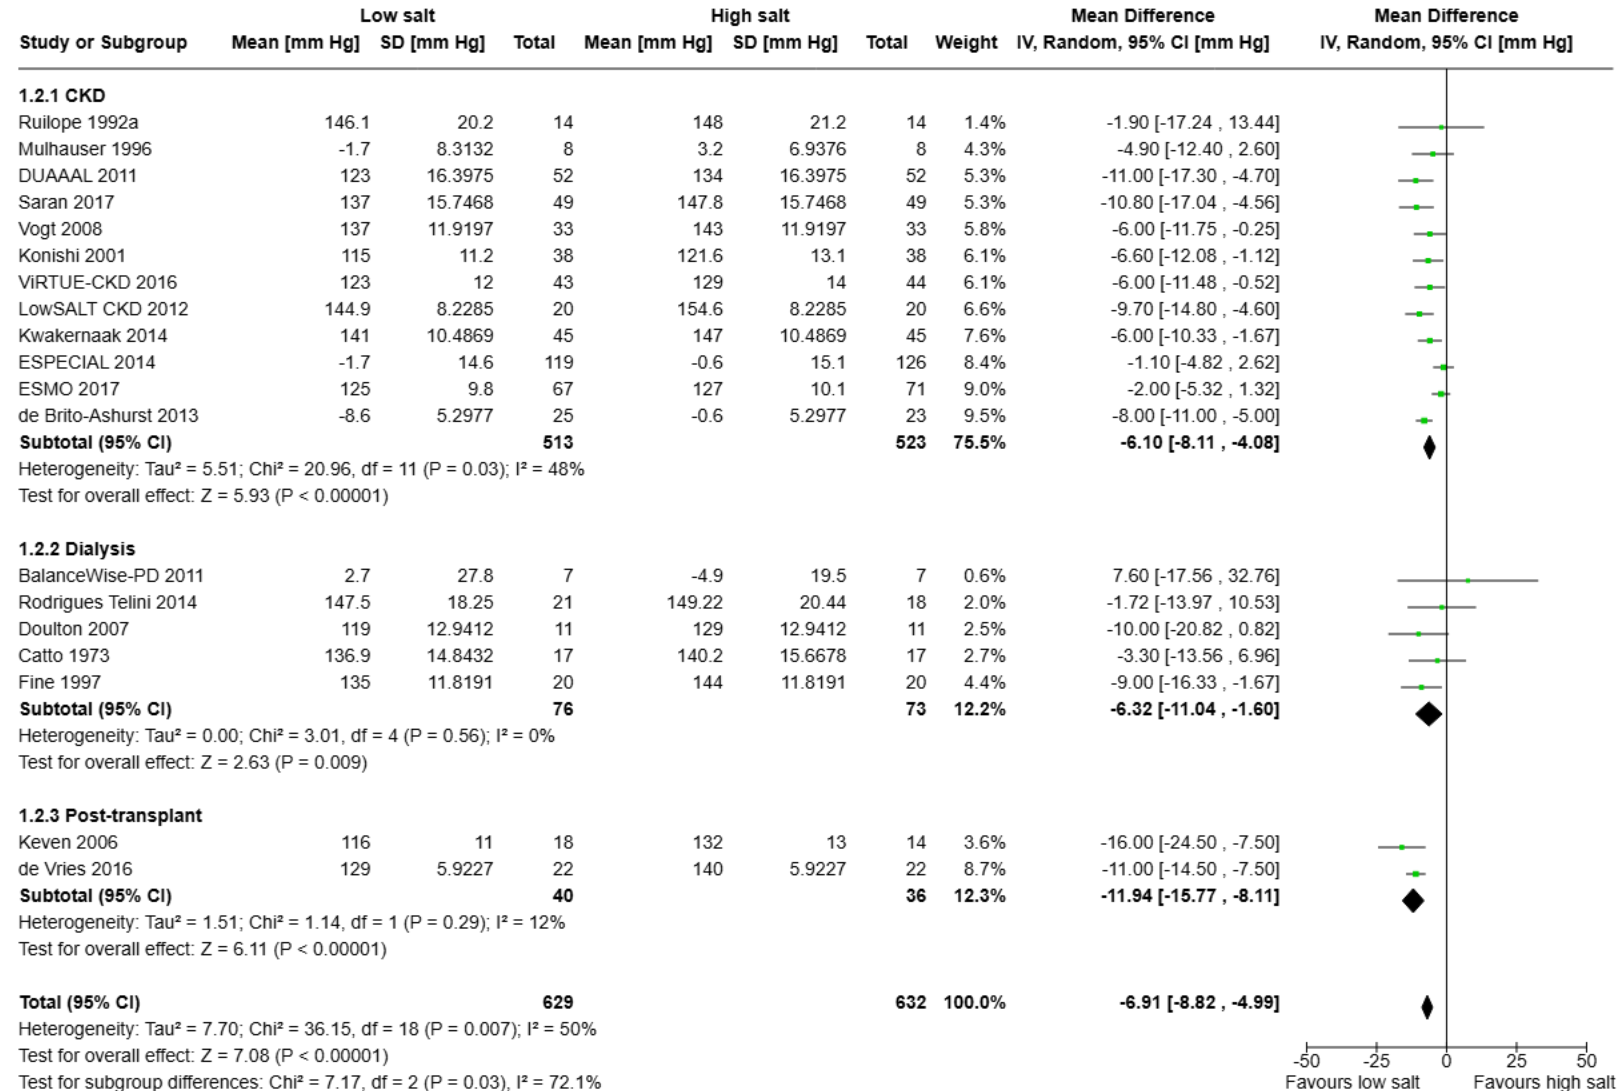 Low salt High salt Mean Difference Mean Difference
Study or Subgroup Mean [mm Hg] SD [mm Hg] Total Mean [mm Hg] SD [mm Hg] Total Weight IV, Random, 95% CI [mm Hg] IV, Random, 95% CI [mm Hg]
1.2.1 CKD
Ruilope 1992a 146.1 20.2 14 148 21.2 14 1.4% -1.90 [-17.24 , 13.44]
Mulhauser 1996 -1.7 8.3132 8 3.2 6.9376 8 4.3% -4.90 [-12.40 , 2.60]
DUAAAL 2011 123 16.3975 52 134 16.3975 52 5.3% -11.00 [-17.30 , -4.70]
Saran 2017 137 15.7468 49 147.8 15.7468 49 5.3% -10.80 [-17.04 , -4.56]
Vogt 2008 137 11.9197 33 143 11.9197 33 5.8% -6.00 [-11.75 , -0.25]
Konishi 2001 115 11.2 38 121.6 13.1 38 6.1% -6.60 [-12.08 , -1.12]
ViRTUE-CKD 2016 123 12 43 129 14 44 6.1% -6.00 [-11.48 , -0.52]
LowSALT CKD 2012 144.9 8.2285 20 154.6 8.2285 20 6.6% -9.70 [-14.80 , -4.60]
Kwakernaak 2014 141 10.4869 45 147 10.4869 45 7.6% -6.00 [-10.33 , -1.67]
ESPECIAL 2014 -1.7 14.6 119 -0.6 15.1 126 8.4% -1.10 [-4.82 , 2.62]
ESMO 2017 125 9.8 67 127 10.1 71 9.0% -2.00 [-5.32 , 1.32]
de Brito-Ashurst 2013 -8.6 5.2977 25 -0.6 5.2977 23 9.5% -8.00 [-11.00 , -5.00]
Subtotal (95% CI) 513 523 75.5% -6.10 [-8.11 , -4.08]
Heterogeneity: Tau² = 5.51; Chi² = 20.96, df = 11 (P = 0.03); I² = 48%
Test for overall effect: Z = 5.93 (P < 0.00001)
1.2.2 Dialysis
BalanceWise-PD 2011 2.7 27.8 7 -4.9 19.5 7 0.6% 7.60 [-17.56 , 32.76]
Rodrigues Telini 2014 147.5 18.25 21 149.22 20.44 18 2.0% -1.72 [-13.97 , 10.53]
Doulton 2007 119 12.9412 11 129 12.9412 11 2.5% -10.00 [-20.82 , 0.82]
Catto 1973 136.9 14.8432 17 140.2 15.6678 17 2.7% -3.30 [-13.56 , 6.96]
Fine 1997 135 11.8191 20 144 11.8191 20 4.4% -9.00 [-16.33 , -1.67]
Subtotal (95% CI) 76 73 12.2% -6.32 [-11.04 , -1.60]
Heterogeneity: Tau² = 0.00; Chi² = 3.01, df = 4 (P = 0.56); I² = 0%
Test for overall effect: Z = 2.63 (P = 0.009)
1.2.3 Post-transplant
Keven 2006 116 11 18 132 13 14 3.6% -16.00 [-24.50 , -7.50]
de Vries 2016 129 5.9227 22 140 5.9227 22 8.7% -11.00 [-14.50 , -7.50]
Subtotal (95% CI) 40 36 12.3% -11.94 [-15.77 , -8.11]
Heterogeneity: Tau² = 1.51; Chi² = 1.14, df = 1 (P = 0.29); I² = 12%
Test for overall effect: Z = 6.11 (P < 0.00001)
Total (95% CI) 629 632 100.0% -6.91 [-8.82 , -4.99]
Heterogeneity: Tau² = 7.70; Chi² = 36.15, df = 18 (P = 0.007); I² = 50%
Test for overall effect: Z = 7.08 (P < 0.00001)
Test for subgroup differences: Chi² = 7.17, df = 2 (P = 0.03), I² = 72.1%
-50 -25 0 25 50
Favours low salt Favours high salt